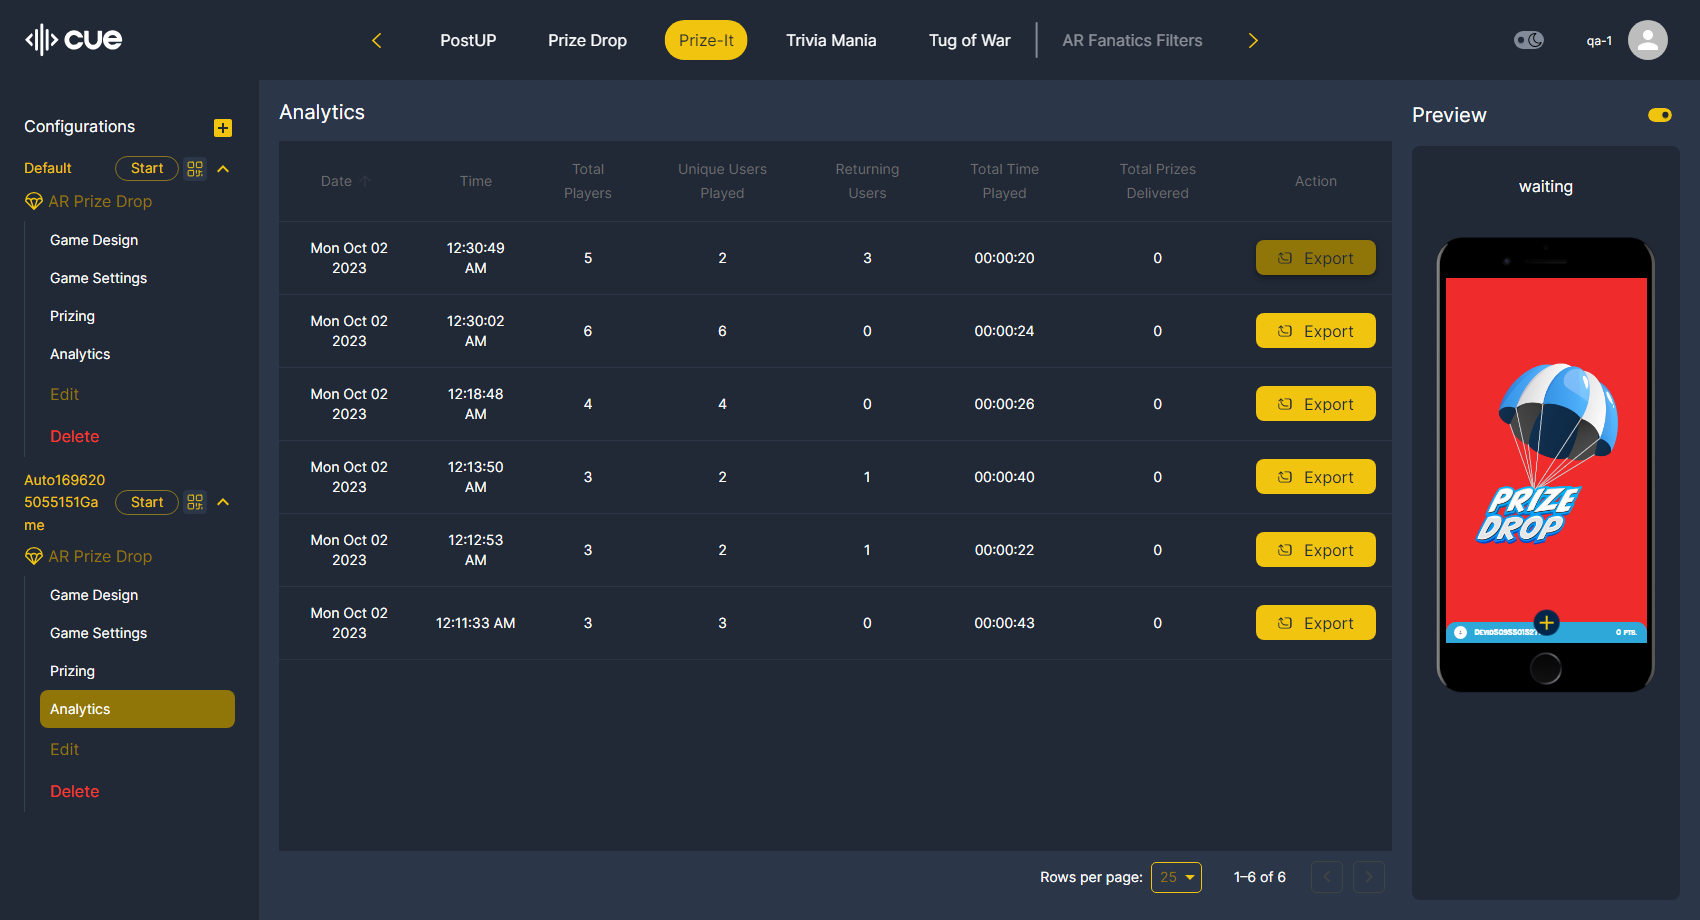 cue
PostUP
Prize Drop
Prize-It
Trivia Mania
Tug of War
AR Fanatics Filters
qa-1
Configurations
Default
Start
AR Prize Drop
Game Design
Game Settings
Prizing
Analytics
Edit
Delete
Auto169620
5055151Ga
me
Start
AR Prize Drop
Game Design
Game Settings
Prizing
Analytics
Edit
Delete
Analytics
Date
Time
Total
Players
Unique Users
Played
Returning
Users
Total Time
Played
Total Prizes
Delivered
Action
Mon Oct 02
2023
12:30:49
AM
5
2
3
00:00:20
0
Export
Mon Oct 02
2023
12:30:02
AM
6
6
0
00:00:24
0
Export
Mon Oct 02
2023
12:18:48
AM
4
4
0
00:00:26
0
Export
Mon Oct 02
2023
12:13:50
AM
3
2
1
00:00:40
0
Export
Mon Oct 02
2023
12:12:53
AM
3
2
1
00:00:22
0
Export
Mon Oct 02
2023
12:11:33 AM
3
3
0
00:00:43
0
Export
Rows per page:
25
1–6 of 6
Preview
waiting
PRIZE
DROP
0 PTS.